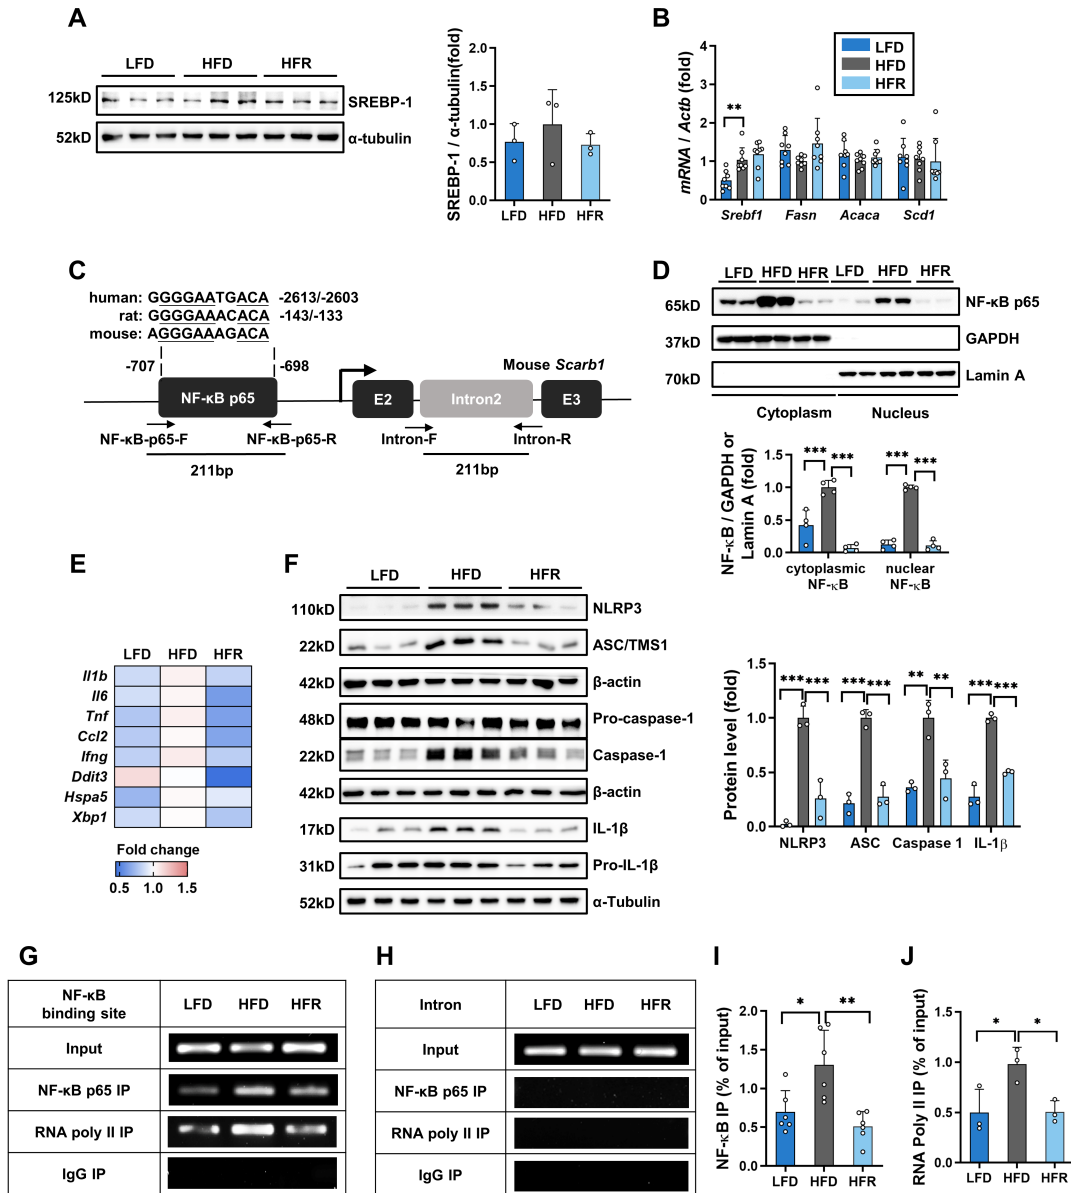 A
LFD HFD HFR
125kD SREBP-1
52kD α-tubulin
SREBP-1 / α-tubulin(fold)
2.0
1.5
1.0
0.5
0.0
LFD HFD HFR
B
LFD
HFD
HFR
mRNA / Actb (fold)
4
3
2
1
0
**
Srebf1 Fasn Acaca Scd1
C
human: GGGGAATGACA -2613/-2603
rat: GGGGAAACACA -143/-133
mouse: AGGGAAAGACA
-707 -698
Mouse Scarb1
NF-κB p65 E2 Intron2 E3
NF-κB-p65-F NF-κB-p65-R Intron-F Intron-R
211bp 211bp
D
LFD HFD HFR LFD HFD HFR
65kD NF-κB p65
37kD GAPDH
70kD Lamin A
Cytoplasm Nucleus
NF-κB / GAPDH or
Lamin A (fold)
1.5
1.0
0.5
0.0
*** *** *** ***
cytoplasmic nuclear
NF-κB NF-κB
E
LFD HFD HFR
Il1b
Il6
Tnf
Ccl2
Ifng
Ddit3
Hspa5
Xbp1
Fold change
0.5 1.0 1.5
F
LFD HFD HFR
110kD NLRP3
22kD ASC/TMS1
42kD β-actin
48kD Pro-caspase-1
22kD Caspase-1
42kD β-actin
17kD IL-1β
31kD Pro-IL-1β
52kD α-Tubulin
Protein level (fold)
1.5
1.0
0.5
0.0
*** *** *** *** ** ** *** ***
NLRP3 ASC Caspase 1 IL-1β
G
NF-κB
binding site
LFD HFD HFR
Input
NF-κB p65 IP
RNA poly II IP
IgG IP
H
Intron LFD HFD HFR
Input
NF-κB p65 IP
RNA poly II IP
IgG IP
I
NF-κB IP (% of input)
2.0
1.5
1.0
0.5
0.0
* **
LFD HFD HFR
J
RNA Poly II IP (% of input)
1.5
1.0
0.5
0.0
* *
LFD HFD HFR